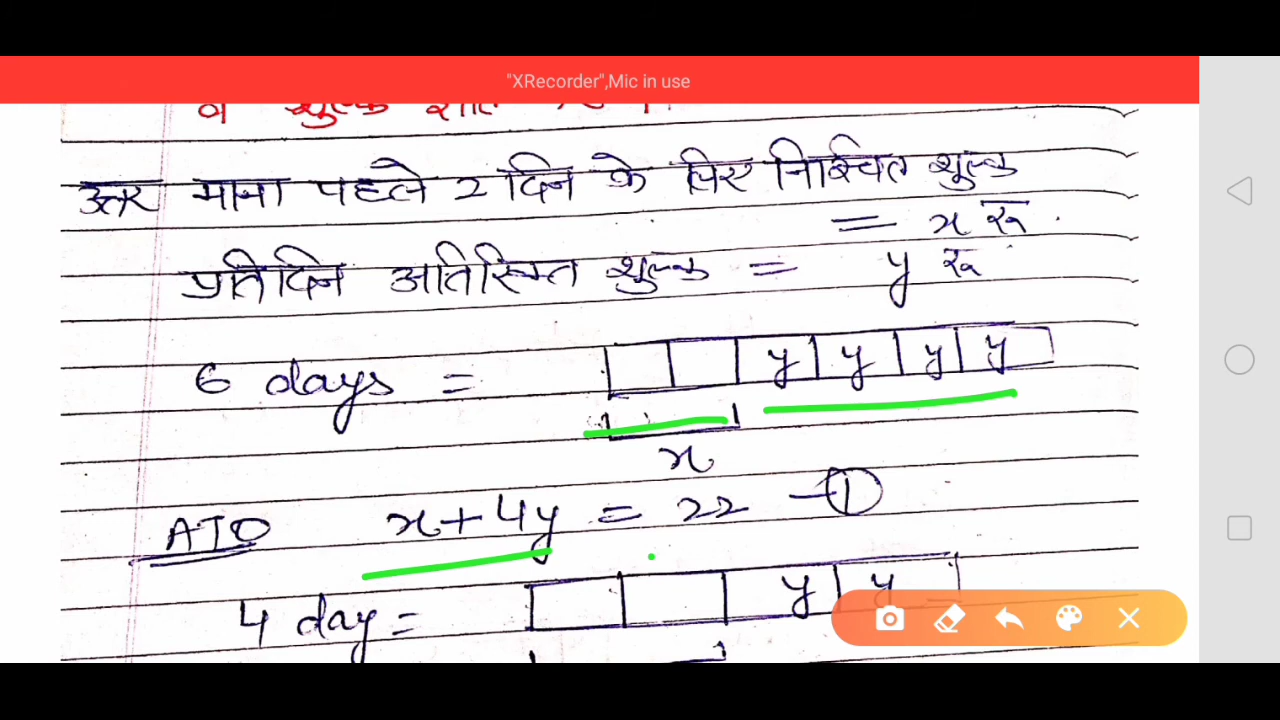 "XRecorder",Mic in use
व शुल्क
उत्तर माना पहले 2 दिन के लिए निश्चित शुल्क
= x रू
प्रतिदिन अतिरिक्त शुल्क = y रू
6 days = y y y y
x
ATQ x+4y = 22 -①
4 day = y y